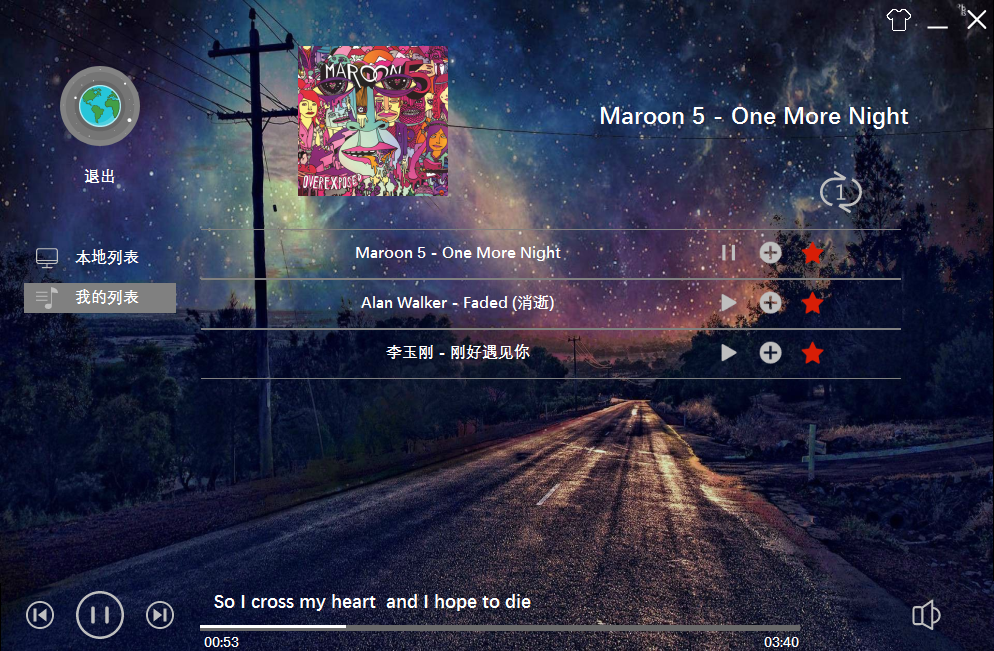 MAROON 5
OVEREXPOSED
Maroon 5 - One More Night
退出
1
本地列表
我的列表
Maroon 5 - One More Night
Alan Walker - Faded (消逝)
李玉刚 - 刚好遇见你
So I cross my heart  and I hope to die
00:53
03:40